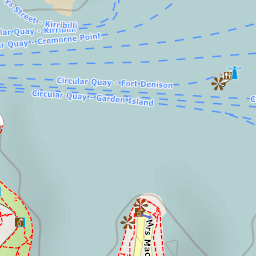 ys Street - Kirribilli
Circular Quay - Kirribilli
Circular Quay - Cremorne Point
Circular Quay - Fort Denison
Circular Quay - Garden Island
C
Mrs Mac